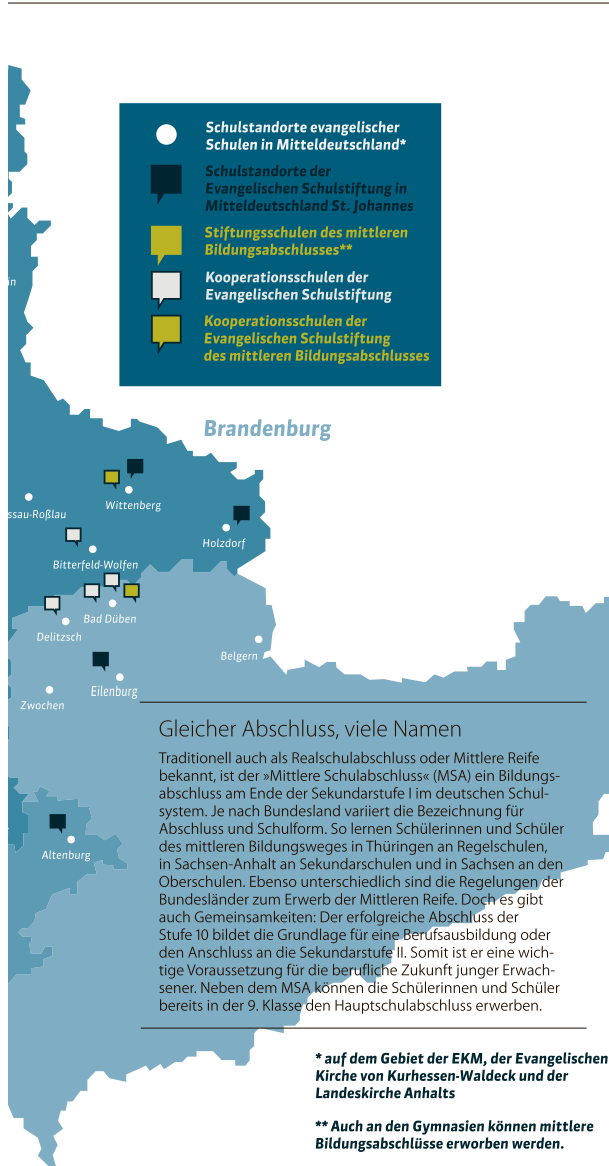 Schulstandorte evangelischer
Schulen in Mitteldeutschland*
Schulstandorte der
Evangelischen Schulstiftung in
Mitteldeutschland St. Johannes
Stiftungsschulen des mittleren
Bildungsabschlusses**
Kooperationsschulen der
Evangelischen Schulstiftung
Kooperationsschulen der
Evangelischen Schulstiftung
des mittleren Bildungsabschlusses
in
Brandenburg
Wittenberg
ssau-Roßlau
Holzdorf
Bitterfeld-Wolfen
Bad Düben
Delitzsch
Belgern
Eilenburg
Zwochen
Altenburg
Gleicher Abschluss, viele Namen
Traditionell auch als Realschulabschluss oder Mittlere Reife
bekannt, ist der »Mittlere Schulabschluss« (MSA) ein Bildungs-
abschluss am Ende der Sekundarstufe I im deutschen Schul-
system. Je nach Bundesland variiert die Bezeichnung für
Abschluss und Schulform. So lernen Schülerinnen und Schüler
des mittleren Bildungsweges in Thüringen an Regelschulen,
in Sachsen-Anhalt an Sekundarschulen und in Sachsen an den
Oberschulen. Ebenso unterschiedlich sind die Regelungen der
Bundesländer zum Erwerb der Mittleren Reife. Doch es gibt
auch Gemeinsamkeiten: Der erfolgreiche Abschluss der
Stufe 10 bildet die Grundlage für eine Berufsausbildung oder
den Anschluss an die Sekundarstufe II. Somit ist er eine wich-
tige Voraussetzung für die berufliche Zukunft junger Erwach-
sener. Neben dem MSA können die Schülerinnen und Schüler
bereits in der 9. Klasse den Hauptschulabschluss erwerben.
* auf dem Gebiet der EKM, der Evangelischen
Kirche von Kurhessen-Waldeck und der
Landeskirche Anhalts
** Auch an den Gymnasien können mittlere
Bildungsabschlüsse erworben werden.